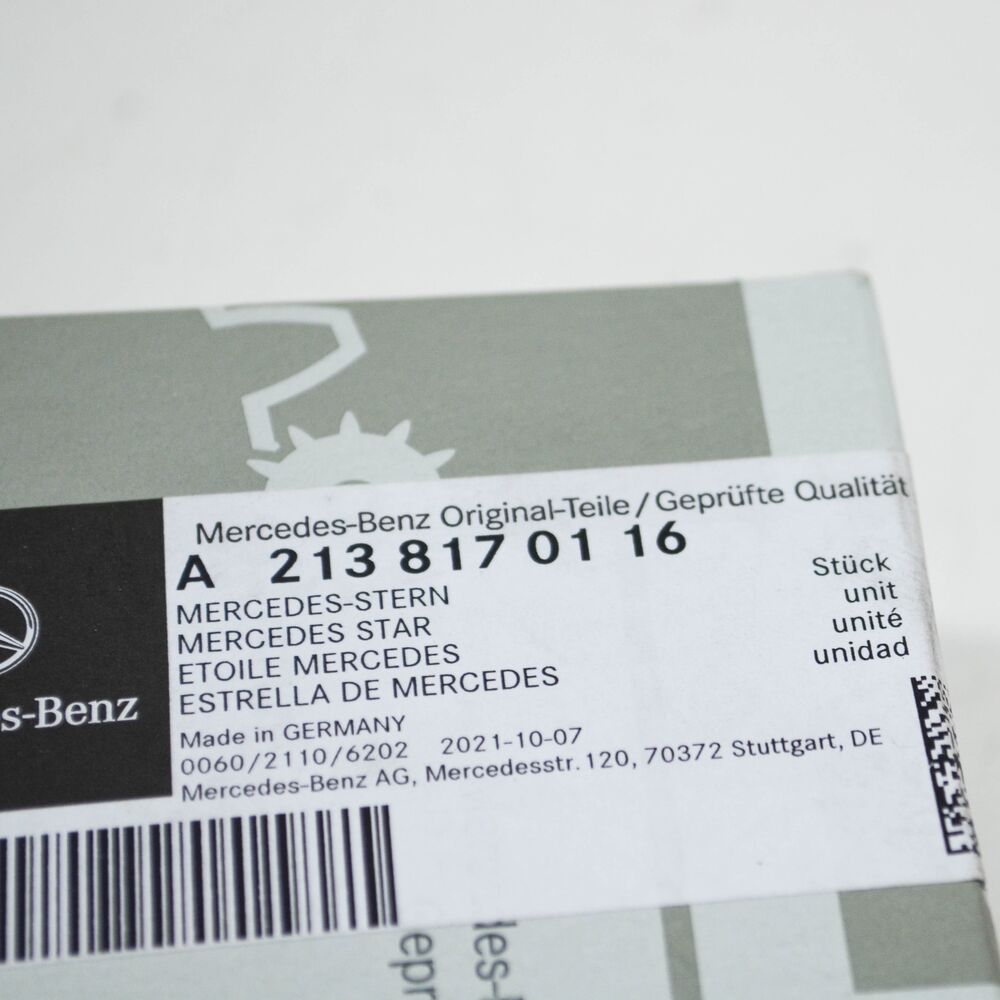 Mercedes-Benz Original-Teile/Geprüfte Qualität
A 213 817 01 16
MERCEDES-STERN
MERCEDES STAR
ETOILE MERCEDES
ESTRELLA DE MERCEDES
Stück
unit
unité
unidad
s-Benz
Made in GERMANY
0060/2110/6202 2021-10-07
Mercedes-Benz AG, Mercedesstr.120, 70372 Stuttgart, DE